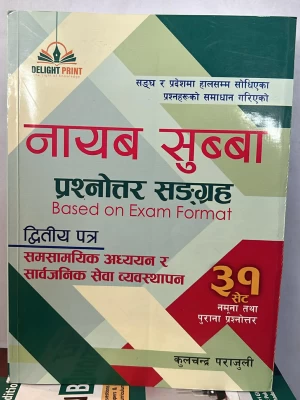 DELIGHT PRINT
सङ्घ र प्रदेशमा हालसम्म सोधिएका
प्रश्नहरूको समाधान गरिएको
नायब सुब्बा
प्रश्नोत्तर सङ्ग्रह
Based on Exam Format
द्वितीय पत्र
समसामयिक अध्ययन र
सार्वजनिक सेवा व्यवस्थापन
३१
सेट
नमूना तथा
पुराना प्रश्नोत्तर
कुलचन्द्र पराजुली